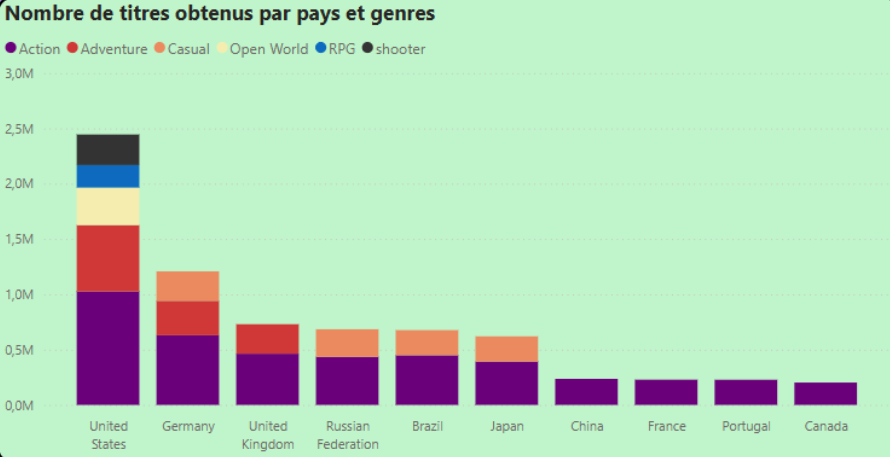 Nombre de titres obtenus par pays et genres
Action Adventure Casual Open World RPG shooter
3,0M
2,5M
2,0M
1,5M
1,0M
0,5M
0,0M
United States
Germany
United Kingdom
Russian Federation
Brazil
Japan
China
France
Portugal
Canada